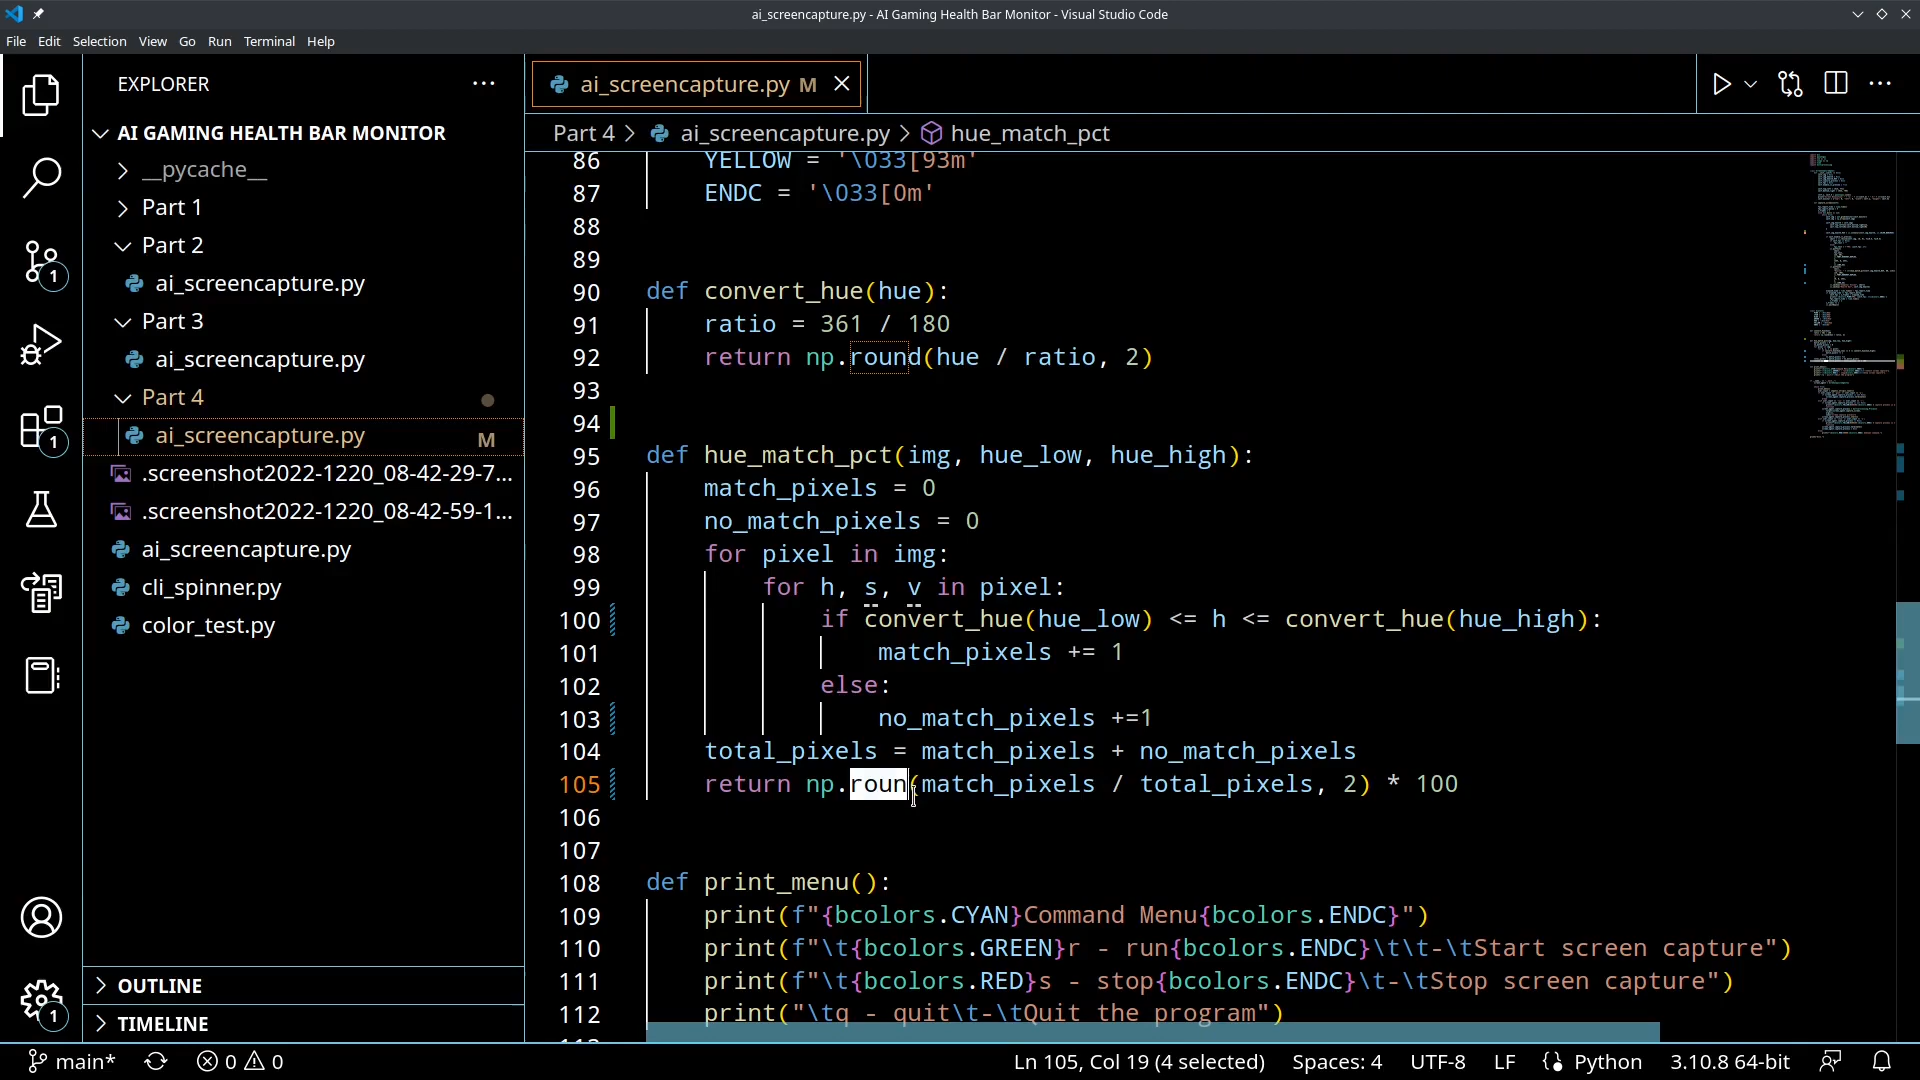 ai_screencapture.py - AI Gaming Health Bar Monitor - Visual Studio Code
File Edit Selection View Go Run Terminal Help
EXPLORER
AI GAMING HEALTH BAR MONITOR
__pycache__
Part 1
Part 2
ai_screencapture.py
Part 3
ai_screencapture.py
Part 4
ai_screencapture.py M
.screenshot2022-1220_08-42-29-7...
.screenshot2022-1220_08-42-59-1...
ai_screencapture.py
cli_spinner.py
color_test.py
OUTLINE
TIMELINE
1
1
1
ai_screencapture.py M
Part 4 > ai_screencapture.py > hue_match_pct
86 YELLOW = '\033[93m'
87 ENDC = '\033[0m'
88
89
90 def convert_hue(hue):
91 ratio = 361 / 180
92 return np.round(hue / ratio, 2)
93
94
95 def hue_match_pct(img, hue_low, hue_high):
96 match_pixels = 0
97 no_match_pixels = 0
98 for pixel in img:
99 for h, s, v in pixel:
100 if convert_hue(hue_low) <= h <= convert_hue(hue_high):
101 match_pixels += 1
102 else:
103 no_match_pixels +=1
104 total_pixels = match_pixels + no_match_pixels
105 return np.roun(match_pixels / total_pixels, 2) * 100
106
107
108 def print_menu():
109 print(f"{bcolors.CYAN}Command Menu{bcolors.ENDC}")
110 print(f"\t{bcolors.GREEN}r - run{bcolors.ENDC}\t\t-\tStart screen capture")
111 print(f"\t{bcolors.RED}s - stop{bcolors.ENDC}\t-\tStop screen capture")
112 print("\tq - quit\t-\tQuit the program")
main* 0 0 Ln 105, Col 19 (4 selected) Spaces: 4 UTF-8 LF Python 3.10.8 64-bit